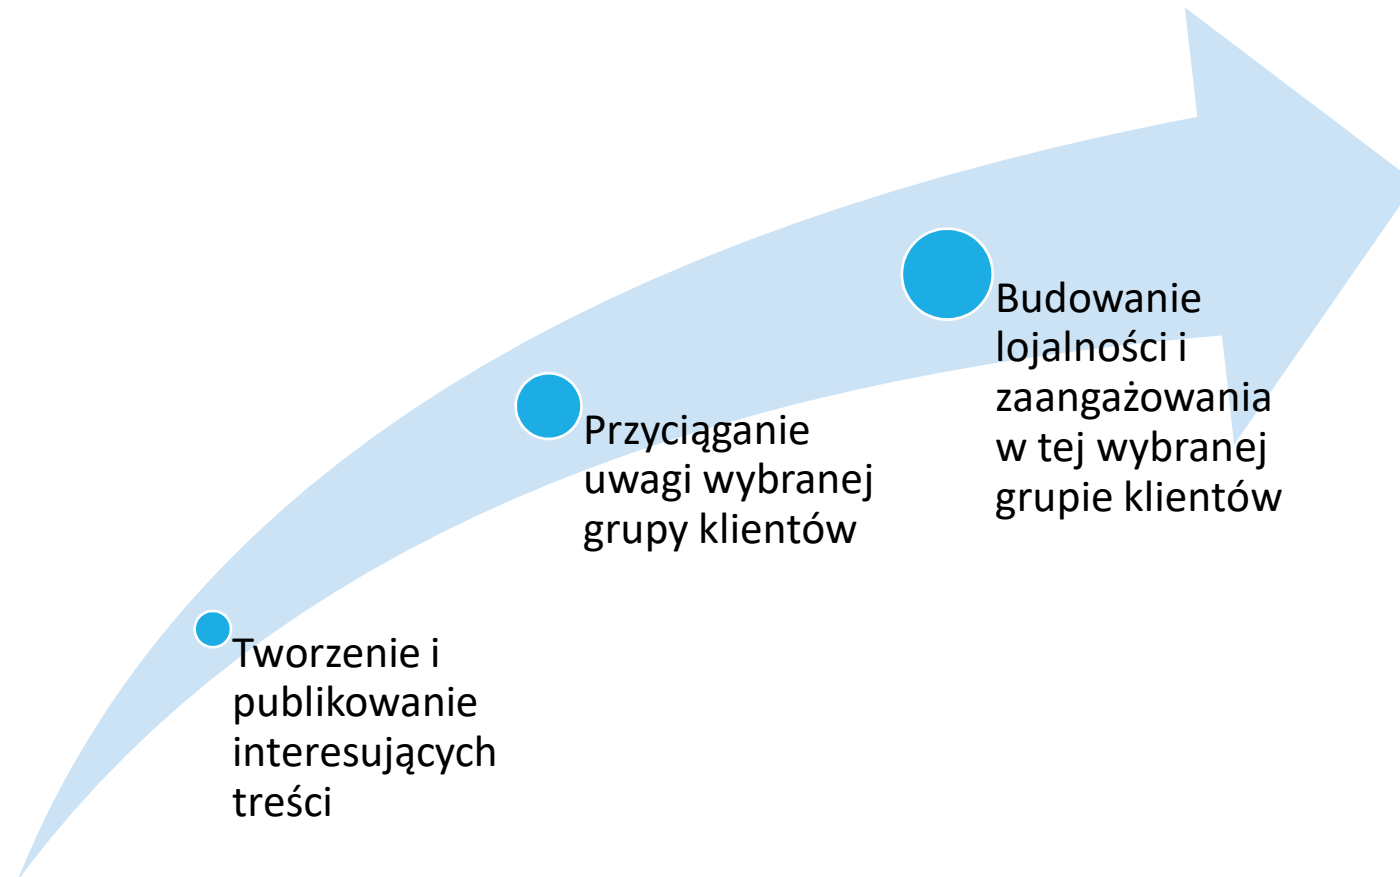 Tworzenie i
publikowanie
interesujących
treści
Przyciąganie
uwagi wybranej
grupy klientów
Budowanie
lojalności i
zaangażowania
w tej wybranej
grupie klientów